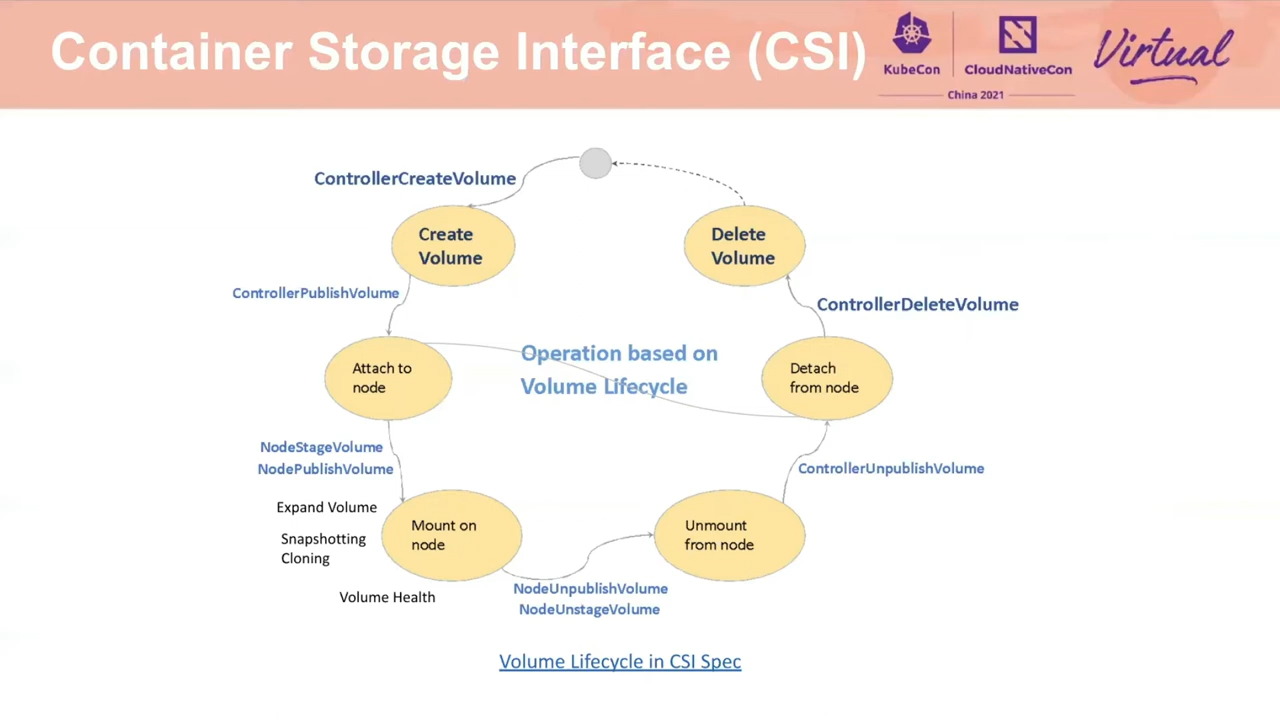 Container Storage Interface (CSI)
KubeCon
CloudNativeCon
China 2021
Virtual
ControllerCreateVolume
Create
Volume
Delete
Volume
ControllerPublishVolume
ControllerDeleteVolume
Attach to
node
Operation based on
Volume Lifecycle
Detach
from node
NodeStageVolume
NodePublishVolume
ControllerUnpublishVolume
Expand Volume
Snapshotting
Cloning
Volume Health
Mount on
node
Unmount
from node
NodeUnpublishVolume
NodeUnstageVolume
Volume Lifecycle in CSI Spec